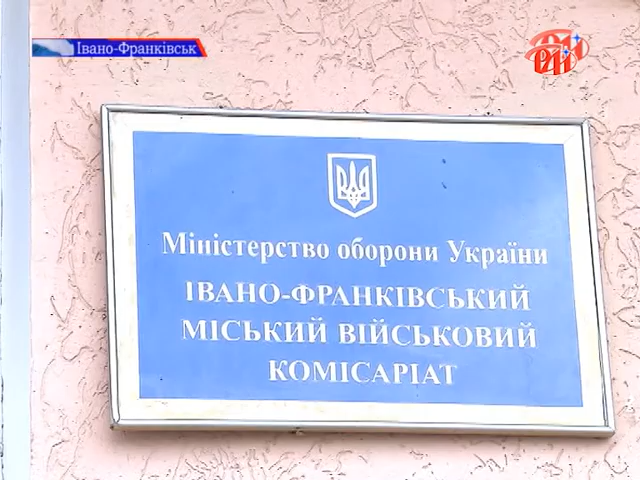 Івано-Франківськ
Міністерство оборони України
ІВАНО-ФРАНКІВСЬКИЙ
МІСЬКИЙ ВІЙСЬКОВИЙ
КОМІСАРІАТ